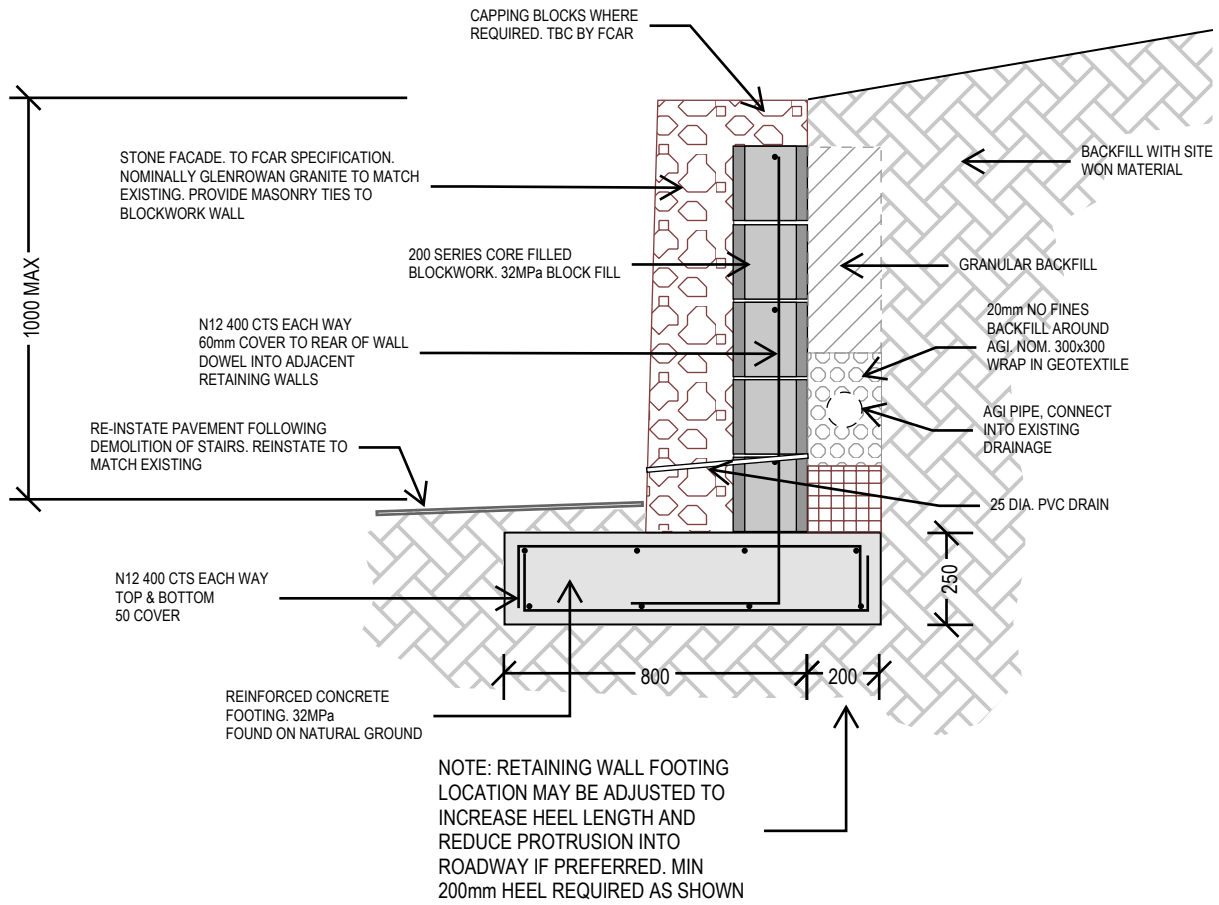 CAPPING BLOCKS WHERE
REQUIRED. TBC BY FCAR
STONE FACADE. TO FCAR SPECIFICATION.
NOMINALLY GLENROWAN GRANITE TO MATCH
EXISTING. PROVIDE MASONRY TIES TO
BLOCKWORK WALL
BACKFILL WITH SITE
WON MATERIAL
1000 MAX
200 SERIES CORE FILLED
BLOCKWORK. 32MPa BLOCK FILL
GRANULAR BACKFILL
N12 400 CTS EACH WAY
60mm COVER TO REAR OF WALL
DOWEL INTO ADJACENT
RETAINING WALLS
20mm NO FINES
BACKFILL AROUND
AGI. NOM. 300x300
WRAP IN GEOTEXTILE
AGI PIPE, CONNECT
INTO EXISTING
DRAINAGE
RE-INSTATE PAVEMENT FOLLOWING
DEMOLITION OF STAIRS. REINSTATE TO
MATCH EXISTING
25 DIA. PVC DRAIN
N12 400 CTS EACH WAY
TOP & BOTTOM
50 COVER
250
800
200
REINFORCED CONCRETE
FOOTING. 32MPa
FOUND ON NATURAL GROUND
NOTE: RETAINING WALL FOOTING
LOCATION MAY BE ADJUSTED TO
INCREASE HEEL LENGTH AND
REDUCE PROTRUSION INTO
ROADWAY IF PREFERRED. MIN
200mm HEEL REQUIRED AS SHOWN